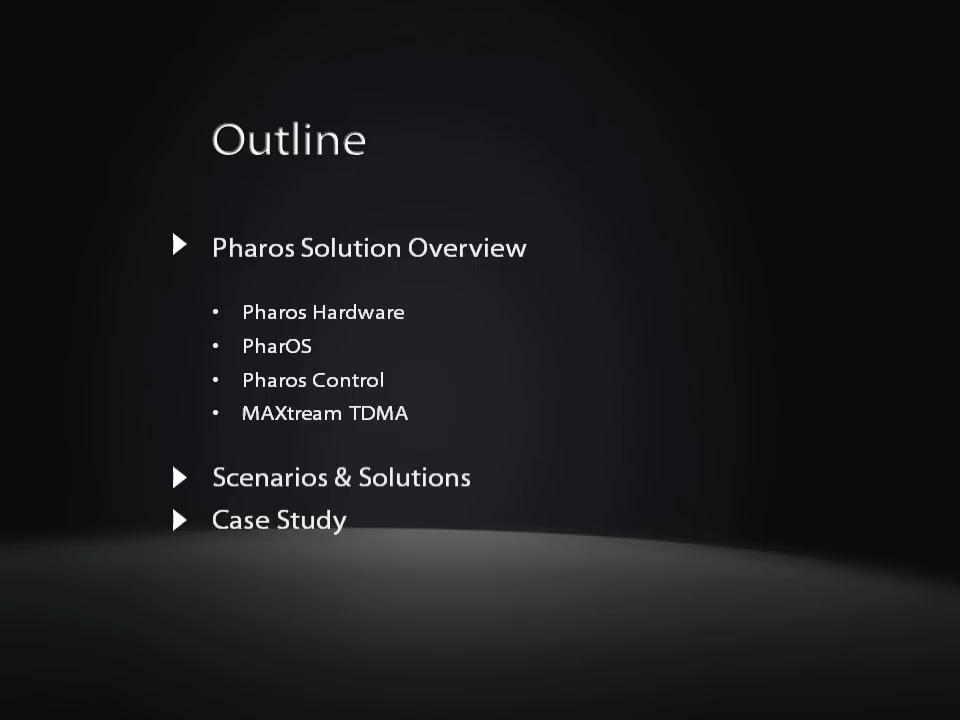 Outline
Pharos Solution Overview
• Pharos Hardware
• PharOS
• Pharos Control
• MAXtream TDMA
Scenarios & Solutions
Case Study